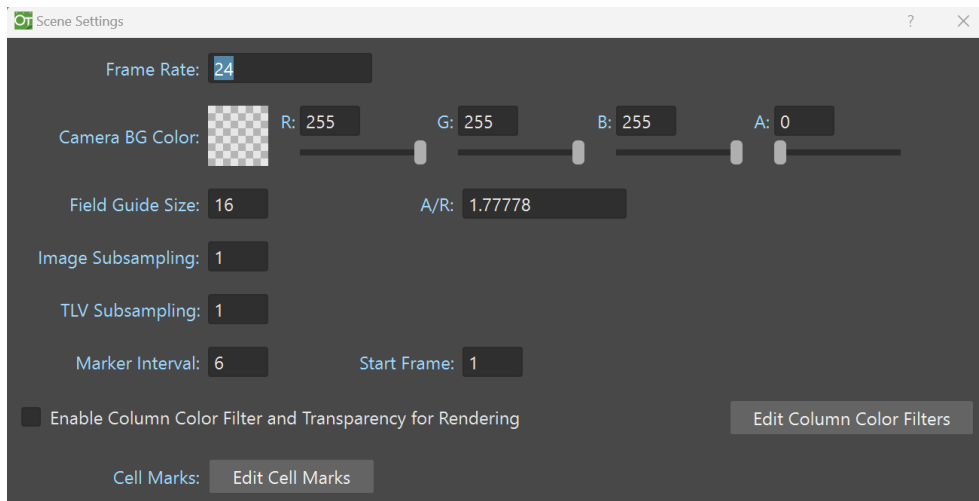 OT Scene Settings ? ×
Frame Rate: 24
Camera BG Color: R: 255 G: 255 B: 255 A: 0
Field Guide Size: 16 A/R: 1.77778
Image Subsampling: 1
TLV Subsampling: 1
Marker Interval: 6 Start Frame: 1
Enable Column Color Filter and Transparency for Rendering Edit Column Color Filters
Cell Marks: Edit Cell Marks